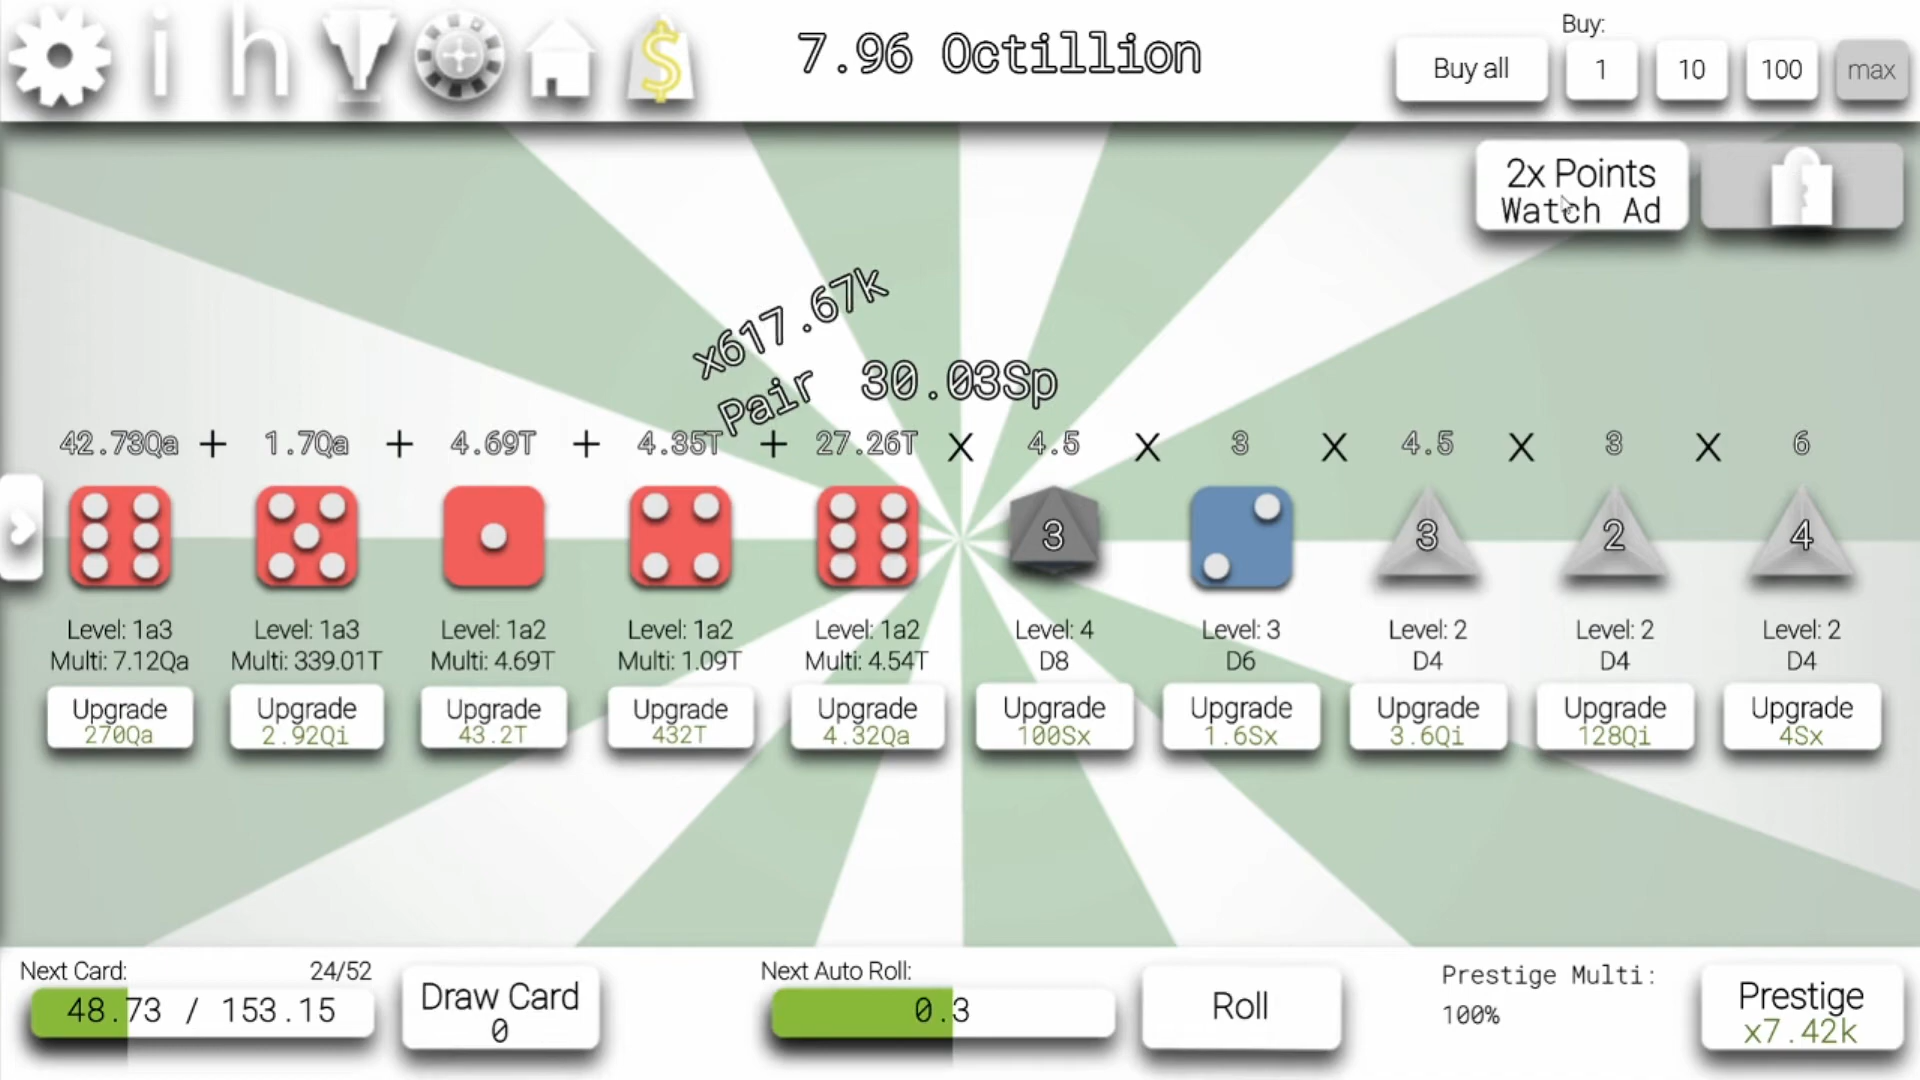 i h
7.96 Octillion
Buy:
Buy all
1
10
100
max
2x Points
Watch Ad
x617.67k
Pair
30.03Sp
42.73Qa + 1.7Qa + 4.69T + 4.35T + 27.26T X 4.5 X 3 X 4.5 X 3 X 6
3
3
2
4
Level: 1a3
Multi: 7.12Qa
Upgrade
270Qa
Level: 1a3
Multi: 339.01T
Upgrade
2.92Qi
Level: 1a2
Multi: 4.69T
Upgrade
43.2T
Level: 1a2
Multi: 1.09T
Upgrade
432T
Level: 1a2
Multi: 4.54T
Upgrade
4.32Qa
Level: 4
D8
Upgrade
100Sx
Level: 3
D6
Upgrade
1.6Sx
Level: 2
D4
Upgrade
3.6Qi
Level: 2
D4
Upgrade
128Qi
Level: 2
D4
Upgrade
4Sx
Next Card:
24/52
48.73 / 153.15
Draw Card
0
Next Auto Roll:
0.3
Roll
Prestige Multi:
100%
Prestige
x7.42k